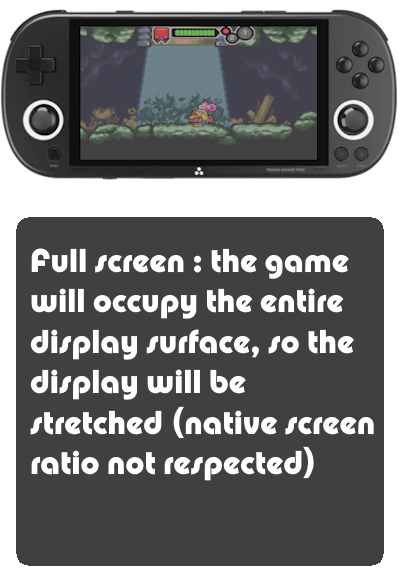 Full screen : the game
will occupy the entire
display surface, so the
display will be
stretched (native screen
ratio not respected)